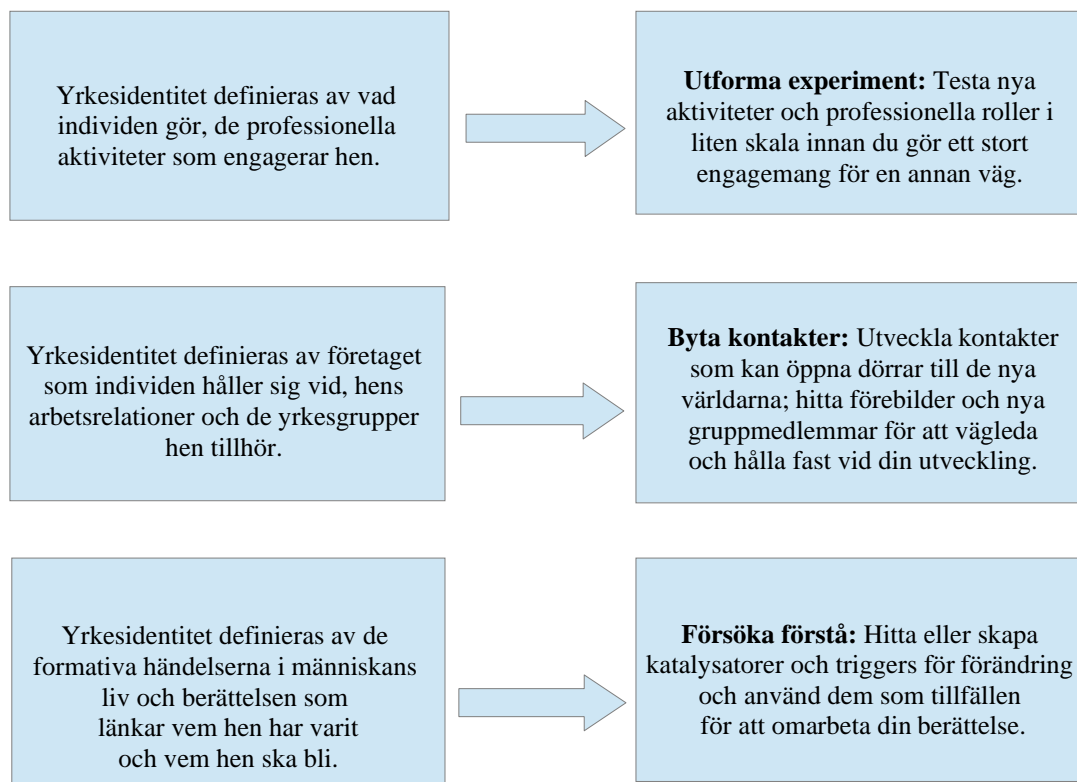 Yrkesidentitet definieras av vad
individen gör, de professionella
aktiviteter som engagerar hen.
Utforma experiment: Testa nya
aktiviteter och professionella roller i
liten skala innan du gör ett stort
engagemang för en annan väg.
Yrkesidentitet definieras av företaget
som individen håller sig vid, hens
arbetsrelationer och de yrkesgrupper
hen tillhör.
Byta kontakter: Utveckla kontakter
som kan öppna dörrar till de nya
världarna; hitta förebilder och nya
gruppmedlemmar för att vägleda
och hålla fast vid din utveckling.
Yrkesidentitet definieras av de
formativa händelserna i människans
liv och berättelsen som
länkar vem hen har varit
och vem hen ska bli.
Försöka förstå: Hitta eller skapa
katalysatorer och triggers för förändring
och använd dem som tillfällen
för att omarbeta din berättelse.